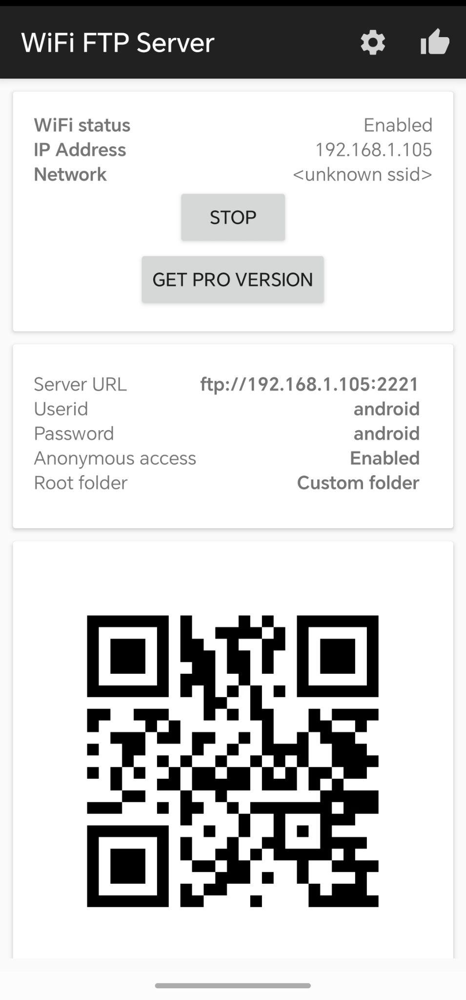 WiFi FTP Server
WiFi status Enabled
IP Address 192.168.1.105
Network <unknown ssid>
STOP
GET PRO VERSION
Server URL ftp://192.168.1.105:2221
Userid android
Password android
Anonymous access Enabled
Root folder Custom folder